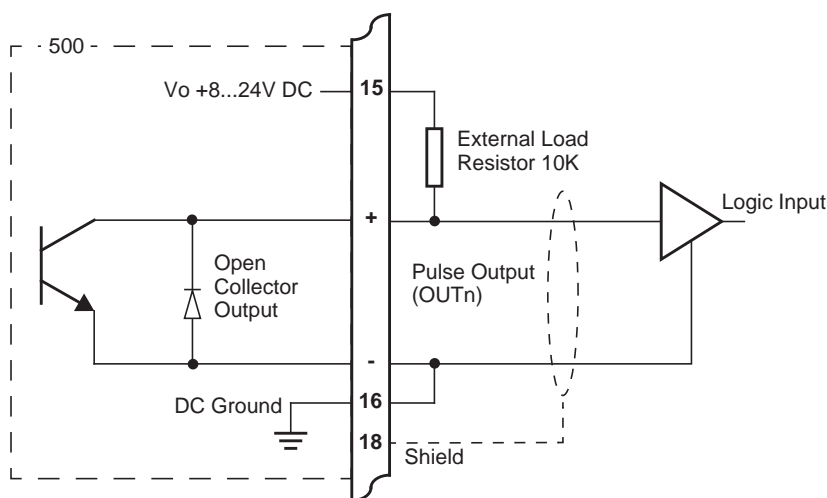 500
Vo +8...24V DC
15
External Load
Resistor 10K
+
Logic Input
Open
Collector
Output
Pulse Output
(OUTn)
-
DC Ground
16
18
Shield